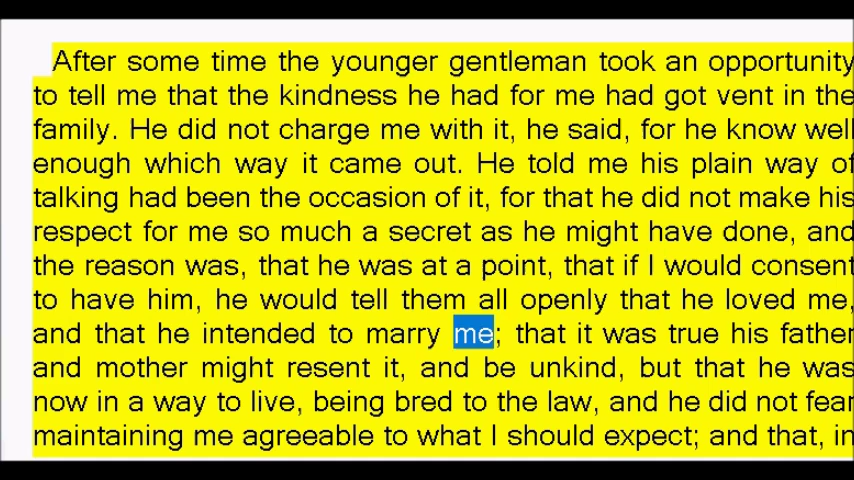 After some time the younger gentleman took an opportunity
to tell me that the kindness he had for me had got vent in the
family. He did not charge me with it, he said, for he know well
enough which way it came out. He told me his plain way of
talking had been the occasion of it, for that he did not make his
respect for me so much a secret as he might have done, and
the reason was, that he was at a point, that if I would consent
to have him, he would tell them all openly that he loved me,
and that he intended to marry me; that it was true his father
and mother might resent it, and be unkind, but that he was
now in a way to live, being bred to the law, and he did not fear
maintaining me agreeable to what I should expect; and that, in